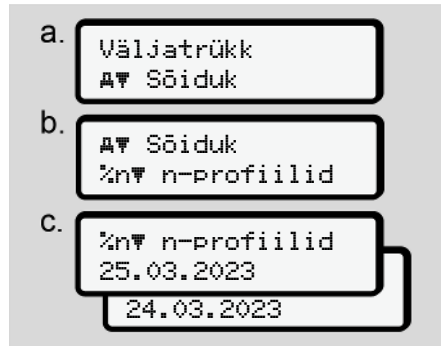 a.
Väljatrükk
A▼ Sõiduk
b.
A▼ Sõiduk
%n▼ n-profiilid
c.
%n▼ n-profiilid
25.03.2023
24.03.2023